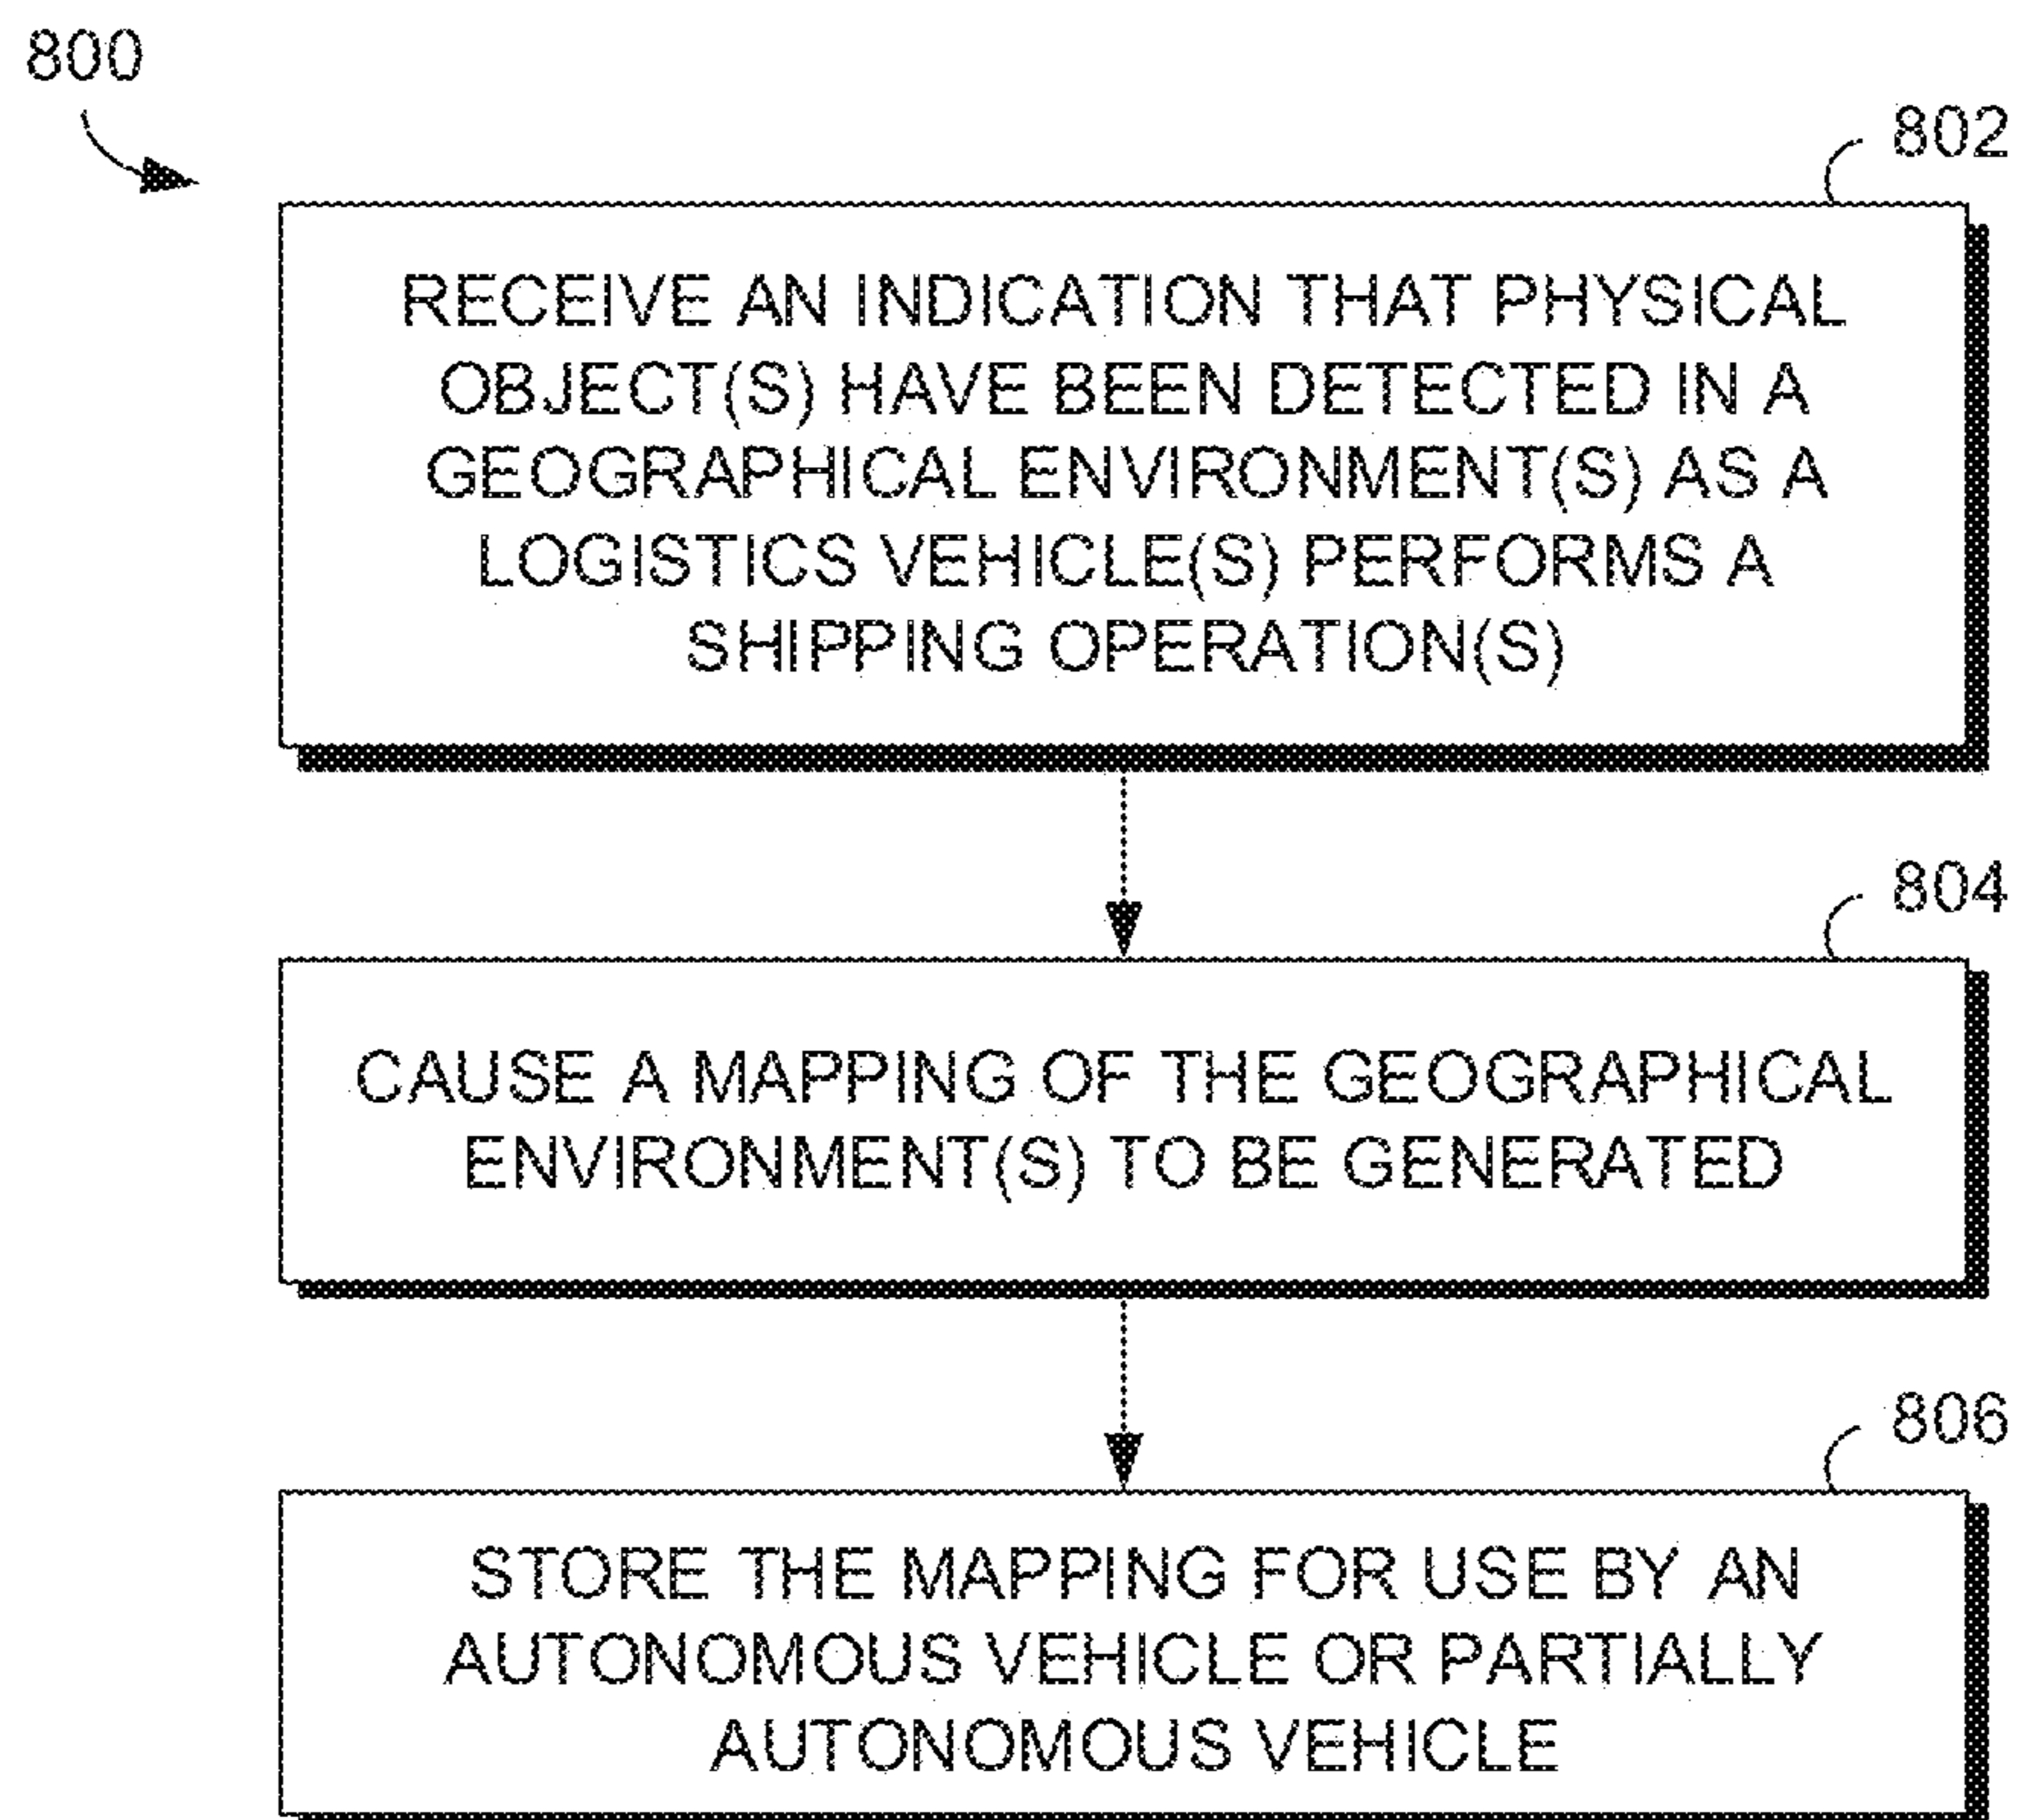 800
802
RECEIVE AN INDICATION THAT PHYSICAL
OBJECT(S) HAVE BEEN DETECTED IN A
GEOGRAPHICAL ENVIRONMENT(S) AS A
LOGISTICS VEHICLE(S) PERFORMS A
SHIPPING OPERATION(S)
804
CAUSE A MAPPING OF THE GEOGRAPHICAL
ENVIRONMENT(S) TO BE GENERATED
806
STORE THE MAPPING FOR USE BY AN
AUTONOMOUS VEHICLE OR PARTIALLY
AUTONOMOUS VEHICLE